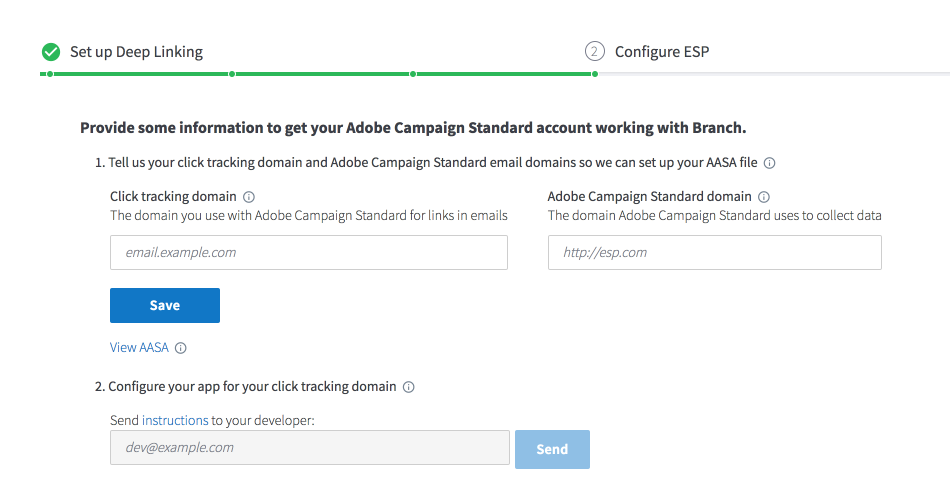 Set up Deep Linking
2 Configure ESP
Provide some information to get your Adobe Campaign Standard account working with Branch.
1. Tell us your click tracking domain and Adobe Campaign Standard email domains so we can set up your AASA file
Click tracking domain
The domain you use with Adobe Campaign Standard for links in emails
email.example.com
Adobe Campaign Standard domain
The domain Adobe Campaign Standard uses to collect data
http://esp.com
Save
View AASA
2. Configure your app for your click tracking domain
Send instructions to your developer:
dev@example.com
Send